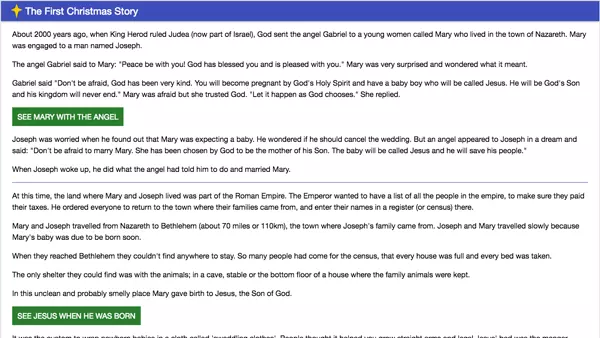 The First Christmas Story
About 2000 years ago, when King Herod ruled Judea (now part of Israel), God sent the angel Gabriel to a young women called Mary who lived in the town of Nazareth. Mary
was engaged to a man named Joseph.
The angel Gabriel said to Mary: "Peace be with you! God has blessed you and is pleased with you." Mary was very surprised and wondered what it meant.
Gabriel said "Don't be afraid, God has been very kind. You will become pregnant by God's Holy Spirit and have a baby boy who will be called Jesus. He will be God's Son
and his kingdom will never end." Mary was afraid but she trusted God. "Let it happen as God chooses." She replied.
SEE MARY WITH THE ANGEL
Joseph was worried when he found out that Mary was expecting a baby. He wondered if he should cancel the wedding. But an angel appeared to Joseph in a dream and
said: "Don't be afraid to marry Mary. She has been chosen by God to be the mother of his Son. The baby will be called Jesus and he will save his people."
When Joseph woke up, he did what the angel had told him to do and married Mary.
At this time, the land where Mary and Joseph lived was part of the Roman Empire. The Emperor wanted to have a list of all the people in the empire, to make sure they paid
their taxes. He ordered everyone to return to the town where their families came from, and enter their names in a register (or census) there.
Mary and Joseph travelled from Nazareth to Bethlehem (about 70 miles or 110km), the town where Joseph's family came from. Joseph and Mary travelled slowly because
Mary's baby was due to be born soon.
When they reached Bethlehem they couldn't find anywhere to stay. So many people had come for the census, that every house was full and every bed was taken.
The only shelter they could find was with the animals; in a cave, stable or the bottom floor of a house where the family animals were kept.
In this unclean and probably smelly place Mary gave birth to Jesus, the Son of God.
SEE JESUS WHEN HE WAS BORN